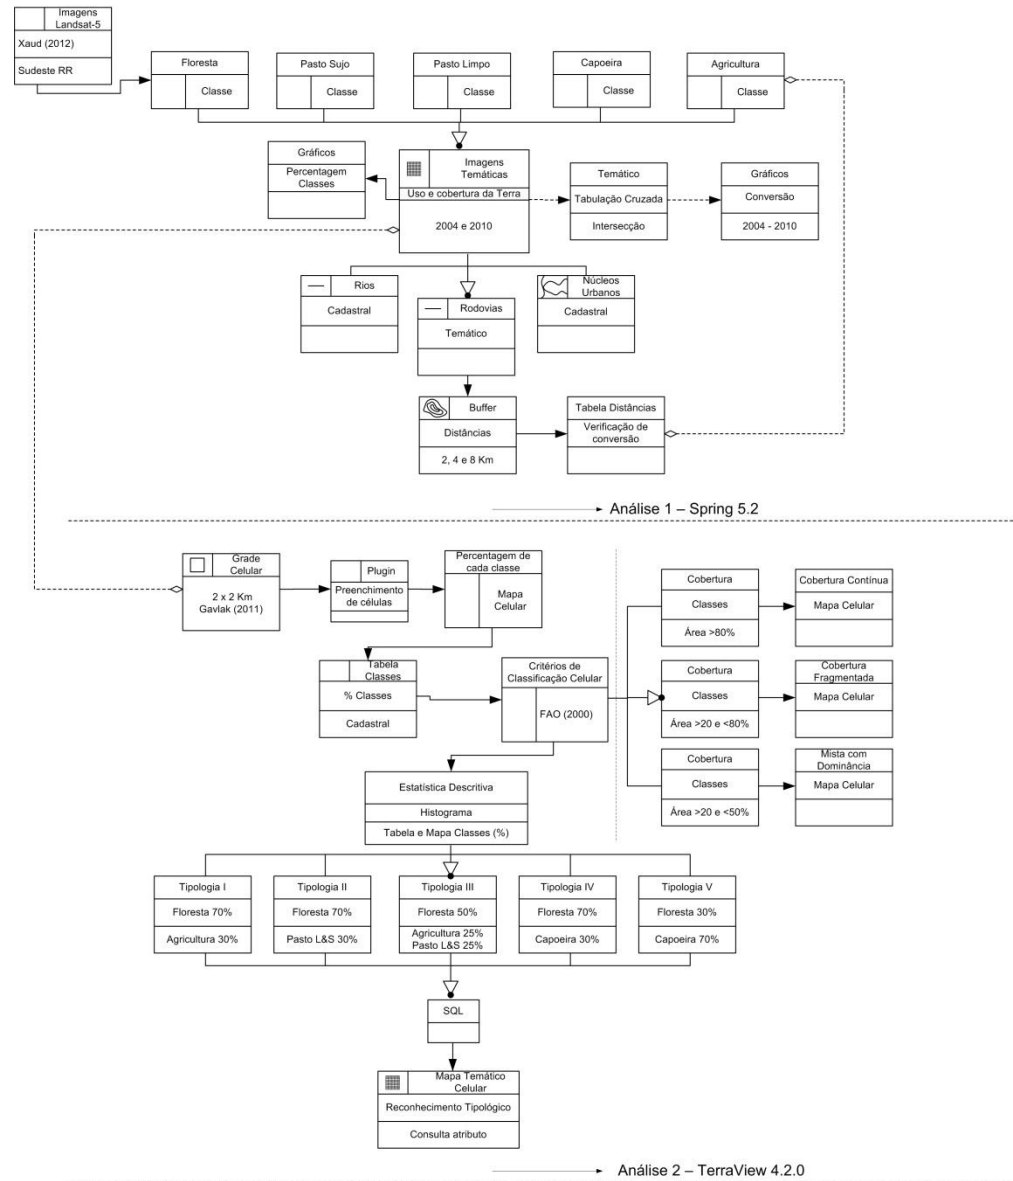 Imagens
Landsat-5
Xaud (2012)
Sudeste RR
Floresta
Classe
Pasto Sujo
Classe
Pasto Limpo
Classe
Capoeira
Classe
Agricultura
Classe
Gráficos
Percentagem
Classes
Imagens
Temáticas
Uso e cobertura da Terra
2004 e 2010
Temático
Tabulação Cruzada
Intersecção
Gráficos
Conversão
2004 - 2010
Rios
Cadastral
Rodovias
Temático
Núcleos
Urbanos
Cadastral
Buffer
Distâncias
2, 4 e 8 Km
Tabela Distâncias
Verificação de
conversão
Análise 1 – Spring 5.2
Grade
Celular
2 x 2 Km
Gavlak (2011)
Plugin
Preenchimento
de células
Percentagem de
cada classe
Mapa
Celular
Tabela
Classes
% Classes
Cadastral
Critérios de
Classificação Celular
FAO (2000)
Cobertura
Classes
Área >80%
Cobertura Contínua
Mapa Celular
Cobertura
Classes
Área >20 e <80%
Cobertura
Fragmentada
Mapa Celular
Cobertura
Classes
Área >20 e <50%
Mista com
Dominância
Mapa Celular
Estatística Descritiva
Histograma
Tabela e Mapa Classes (%)
Tipologia I
Floresta 70%
Agricultura 30%
Tipologia II
Floresta 70%
Pasto L&S 30%
Tipologia III
Floresta 50%
Agricultura 25%
Pasto L&S 25%
Tipologia IV
Floresta 70%
Capoeira 30%
Tipologia V
Floresta 30%
Capoeira 70%
SQL
Mapa Temático
Celular
Reconhecimento Tipológico
Consulta atributo
Análise 2 – TerraView 4.2.0